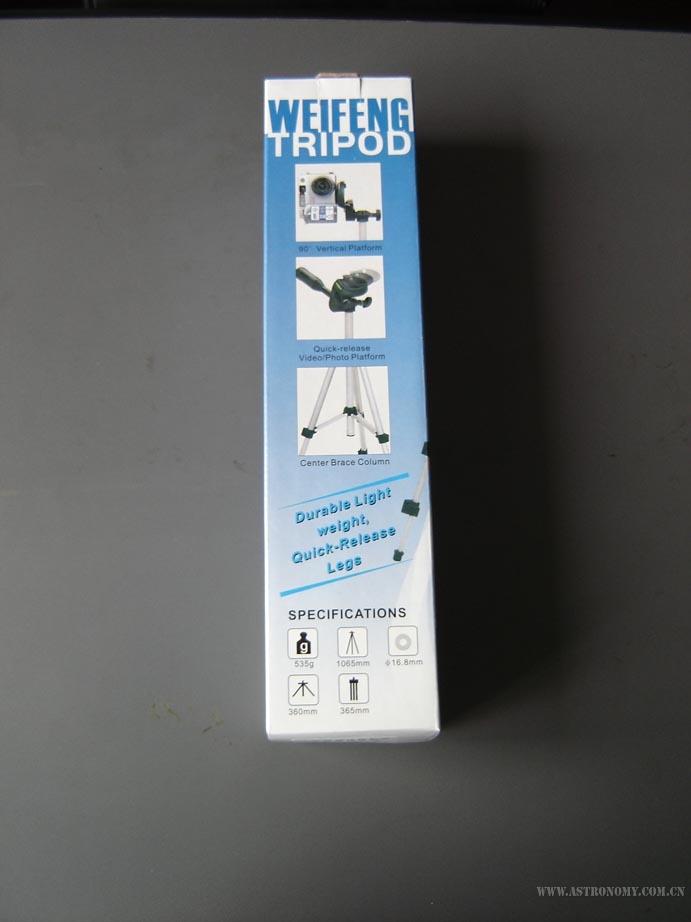 WEIFENG
TRIPOD
90° Vertical Platform
Quick-release
Video/Photo Platform
Center Brace Column
Durable Light
weight,
Quick-Release
Legs
SPECIFICATIONS
g
535g 1065mm φ16.8mm
360mm 365mm
WWW.ASTRONOMY.COM.CN